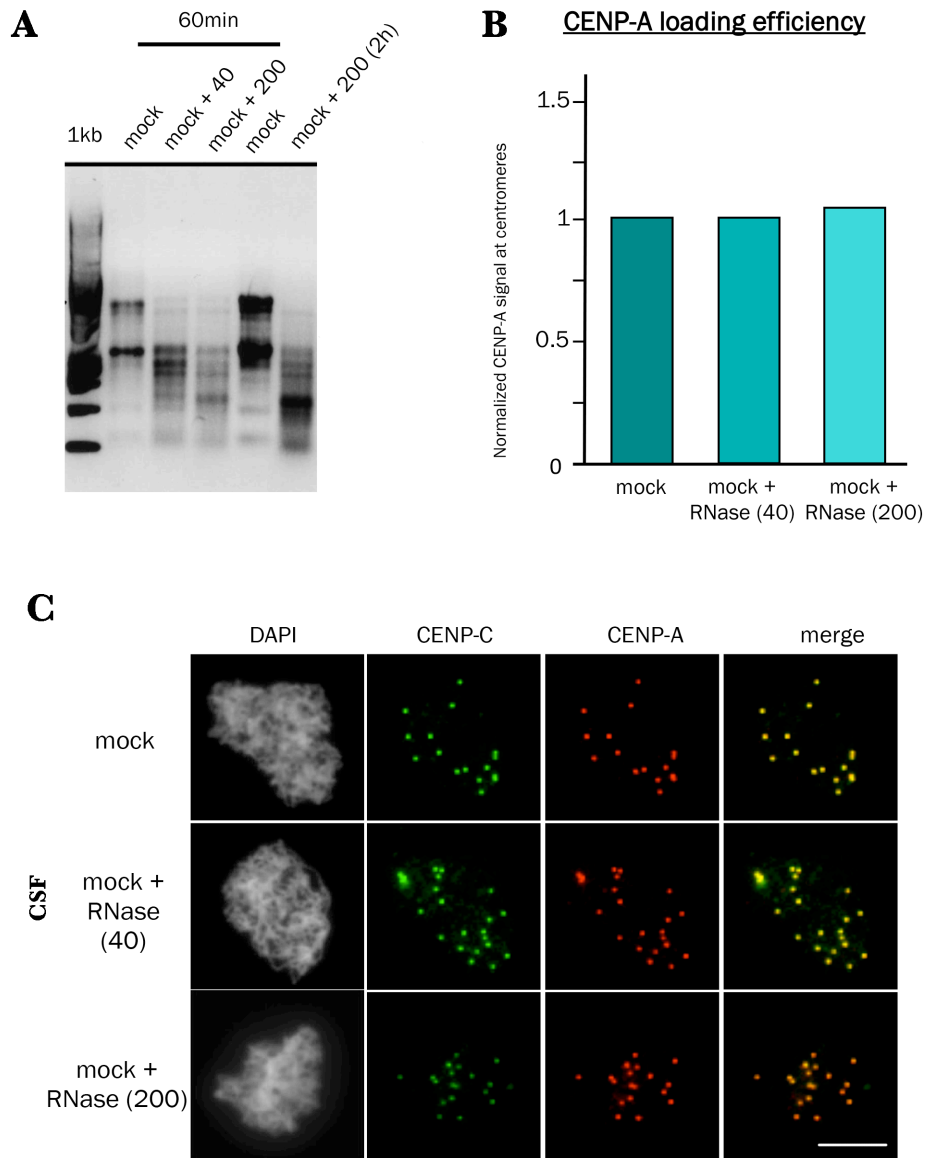 A
60min
1kb
mock
mock + 40
mock + 200
mock
mock + 200 (2h)
B
CENP-A loading efficiency
Normalized CENP-A signal at centromeres
1.5
1
0.5
0
mock
mock +
RNase (40)
mock +
RNase (200)
C
DAPI
CENP-C
CENP-A
merge
CSF
mock
mock +
RNase
(40)
mock +
RNase (200)